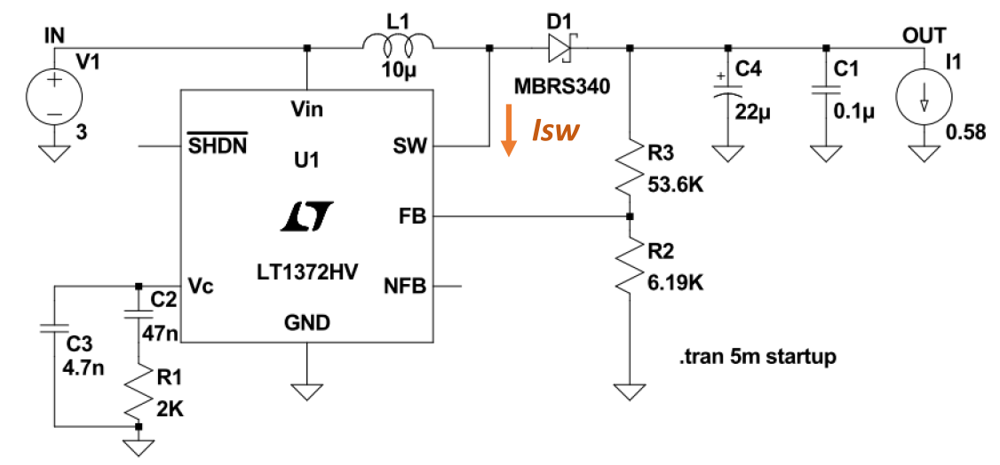 IN
V1
3
L1
10µ
D1
MBRS340
Isw
OUT
C4
+
22µ
C1
0.1µ
I1
0.58
Vin
SHDN
U1
SW
FB
LT1372HV
Vc
NFB
GND
R3
53.6K
R2
6.19K
C2
47n
C3
4.7n
R1
2K
.tran 5m startup